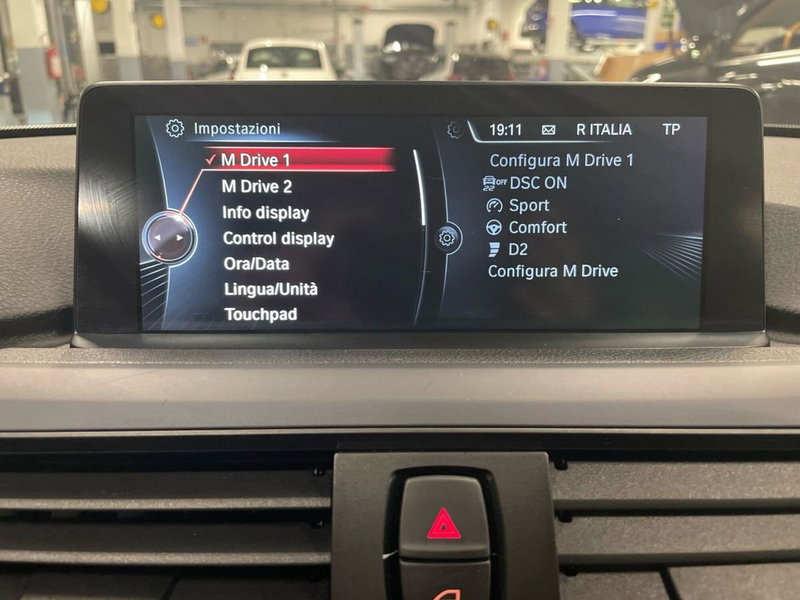 Impostazioni
M Drive 1
M Drive 2
Info display
Control display
Ora/Data
Lingua/Unità
Touchpad
19:11 R ITALIA TP
Configura M Drive 1
OFF DSC ON
Sport
Comfort
D2
Configura M Drive